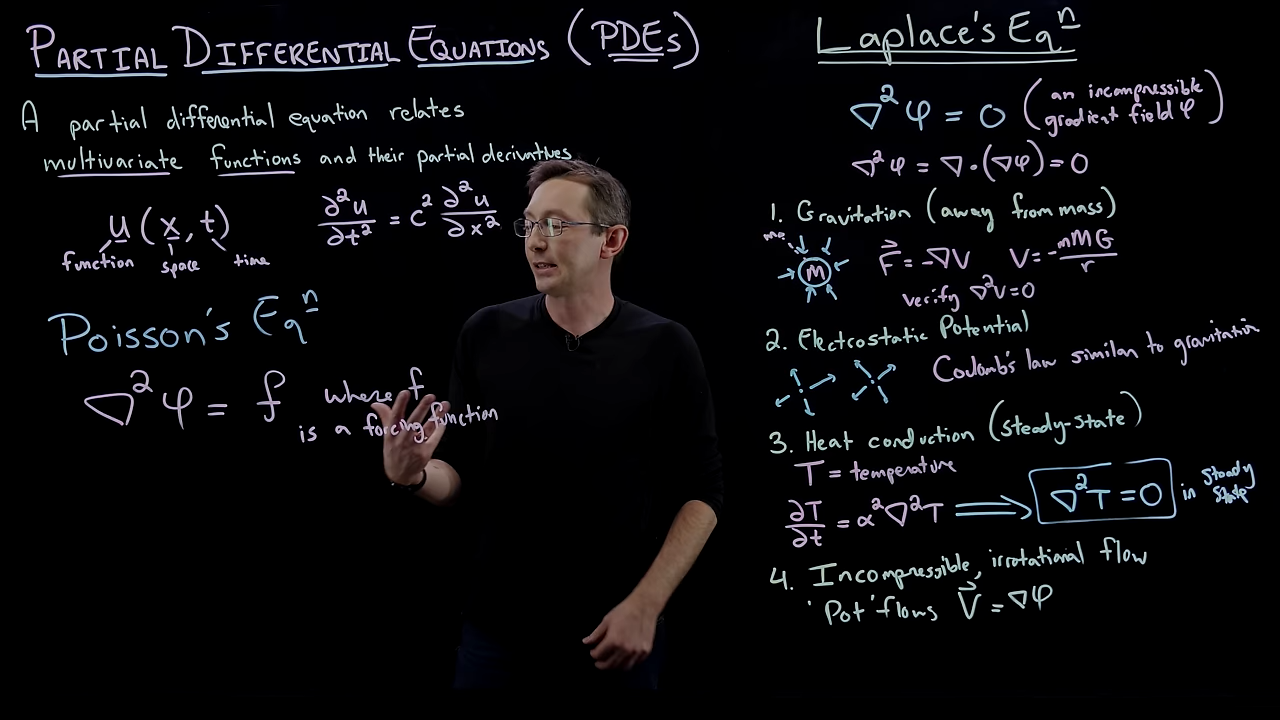 PARTIAL DIFFERENTIAL EQUATIONS (PDEs)
A partial differential equation relates
multivariate functions and their partial derivatives
u(x,t)
function space time
∂²u/∂t² = c² ∂²u/∂x²
Poisson's Eqⁿ
∇²φ = f where f
is a forcing function
Laplace's Eqⁿ
∇²φ = 0 (an incompressible
gradient field φ)
∇²φ = ∇·(∇φ) = 0
1. Gravitation (away from mass)
M F⃗ = -∇V V = -mMG/r
verify ∇²V=0
2. Electrostatic Potential
Coulomb's law similar to gravitation
3. Heat conduction (steady-state)
T = temperature
∂T/∂t = α²∇²T ⟹ ∇²T = 0 in steady
state
4. Incompressible, irrotational flow
'Pot' flows V⃗ = ∇φ